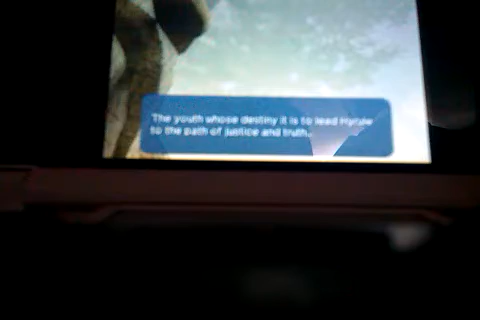 The youth whose destiny it is to lead Hyrule
to the path of justice and truth...